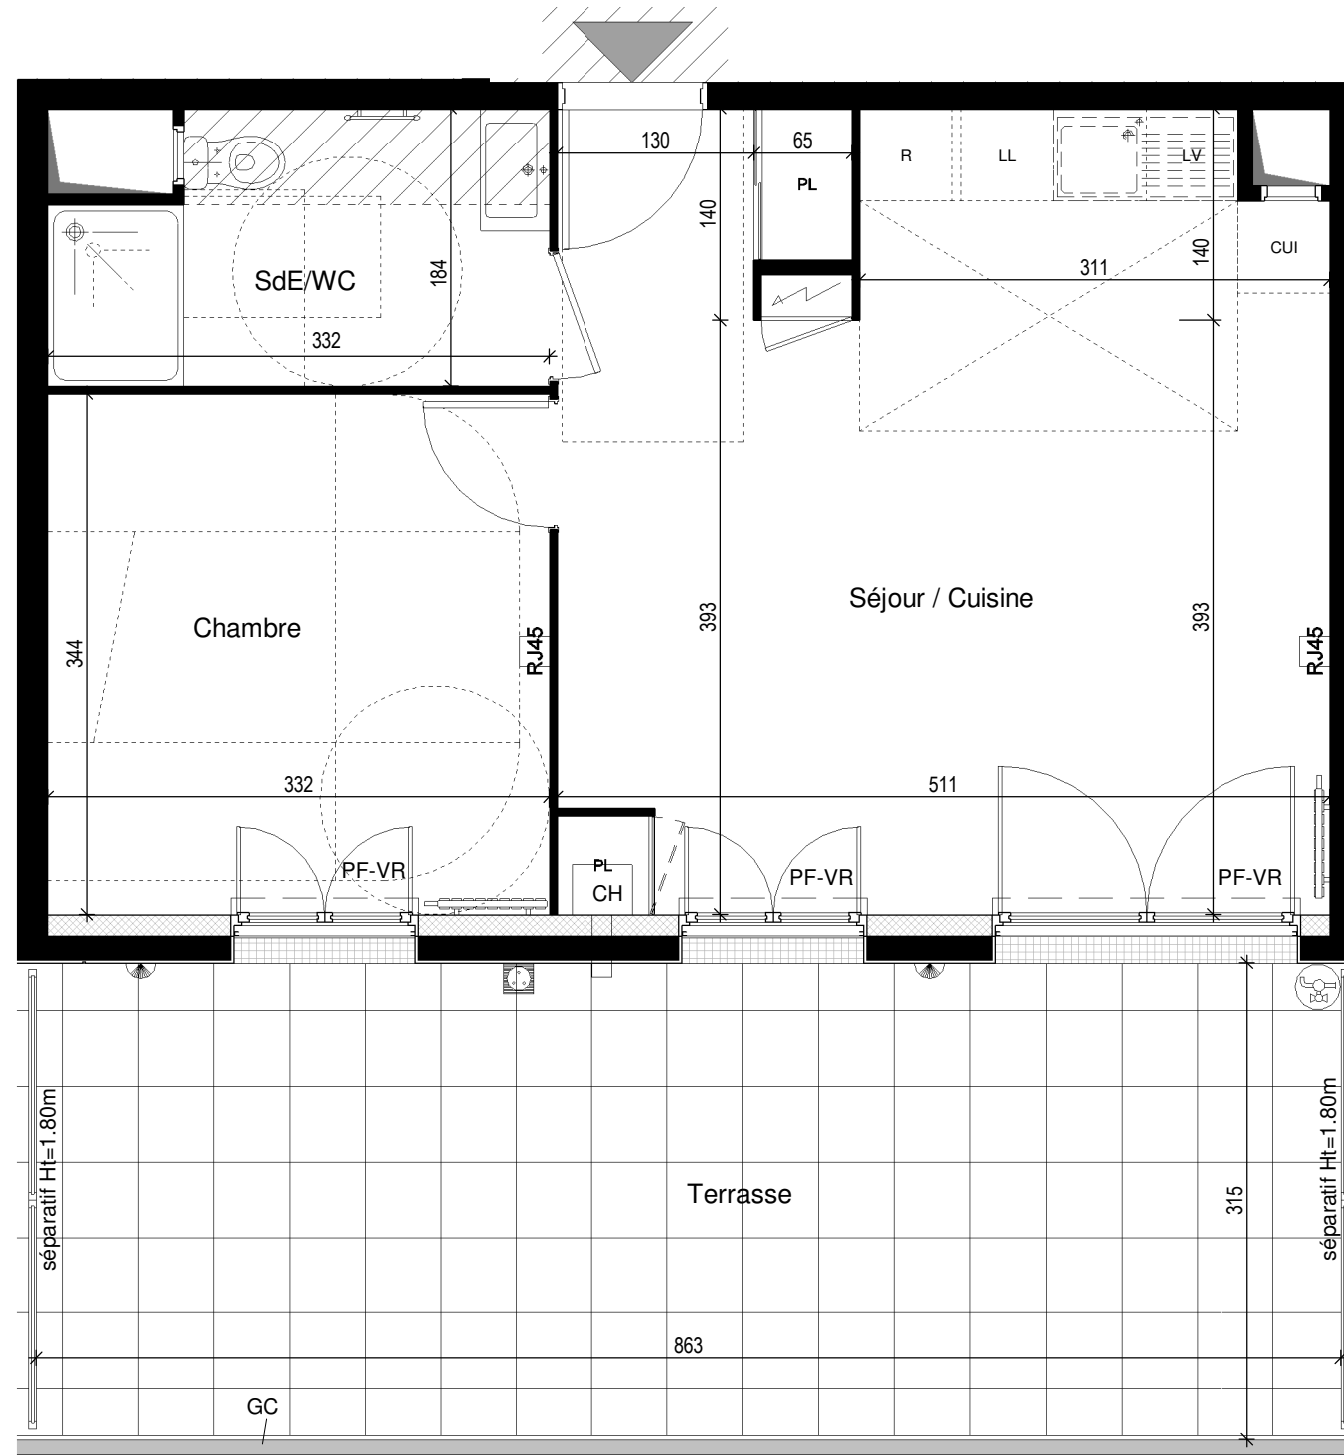 130
65
PL
R
LL
LV
140
140
CUI
311
184
SdE/WC
332
Séjour / Cuisine
393
393
Chambre
344
RJ45
RJ45
332
511
PF-VR
PL
CH
PF-VR
PF-VR
séparatif Ht=1.80m
séparatif Ht=1.80m
Terrasse
315
863
GC